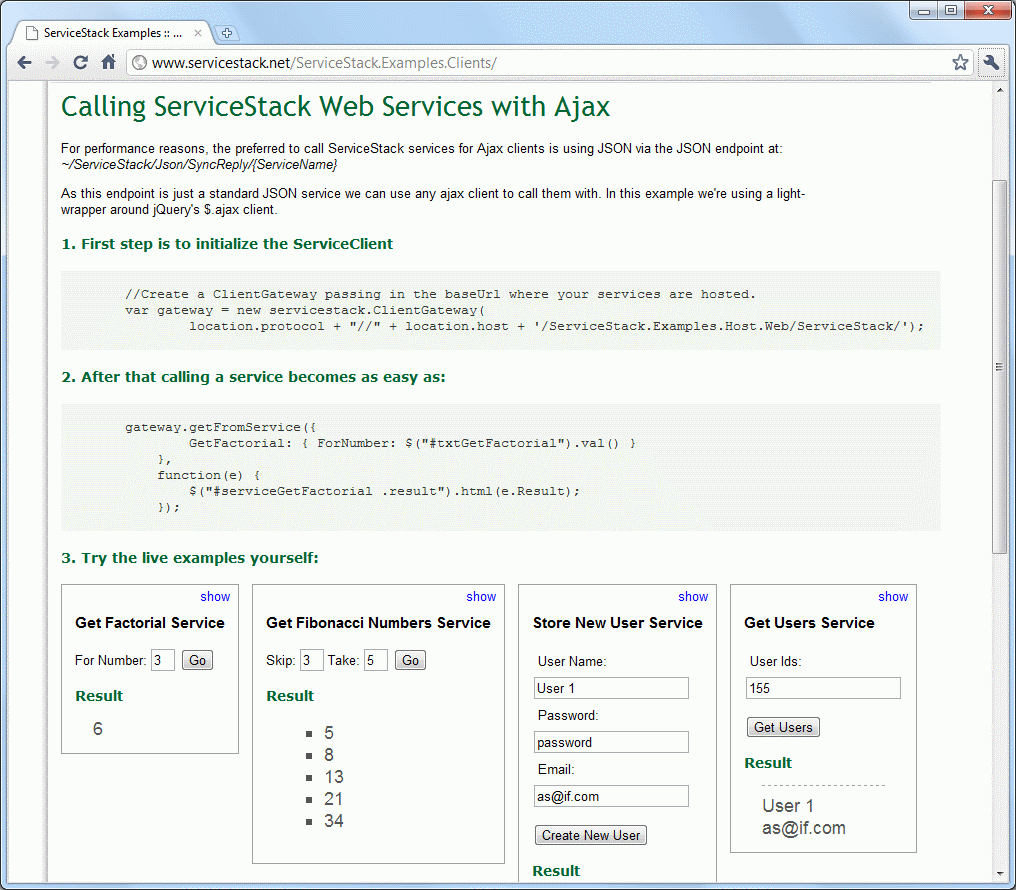 ServiceStack Examples :: ...
www.servicestack.net/ServiceStack.Examples.Clients/
Calling ServiceStack Web Services with Ajax
For performance reasons, the preferred to call ServiceStack services for Ajax clients is using JSON via the JSON endpoint at:
~/ServiceStack/Json/SyncReply/{ServiceName}
As this endpoint is just a standard JSON service we can use any ajax client to call them with. In this example we're using a light-
wrapper around jQuery's $.ajax client.
1. First step is to initialize the ServiceClient
//Create a ClientGateway passing in the baseUrl where your services are hosted.
var gateway = new servicestack.ClientGateway(
location.protocol + "//" + location.host + '/ServiceStack.Examples.Host.Web/ServiceStack/');
2. After that calling a service becomes as easy as:
gateway.getFromService({
GetFactorial: { ForNumber: $("#txtGetFactorial").val() }
},
function(e) {
$("#serviceGetFactorial .result").html(e.Result);
});
3. Try the live examples yourself:
show
Get Factorial Service
For Number: 3 Go
Result
6
show
Get Fibonacci Numbers Service
Skip: 3 Take: 5 Go
Result
5
8
13
21
34
show
Store New User Service
User Name:
User 1
Password:
password
Email:
as@if.com
Create New User
Result
show
Get Users Service
User Ids:
155
Get Users
Result
User 1
as@if.com